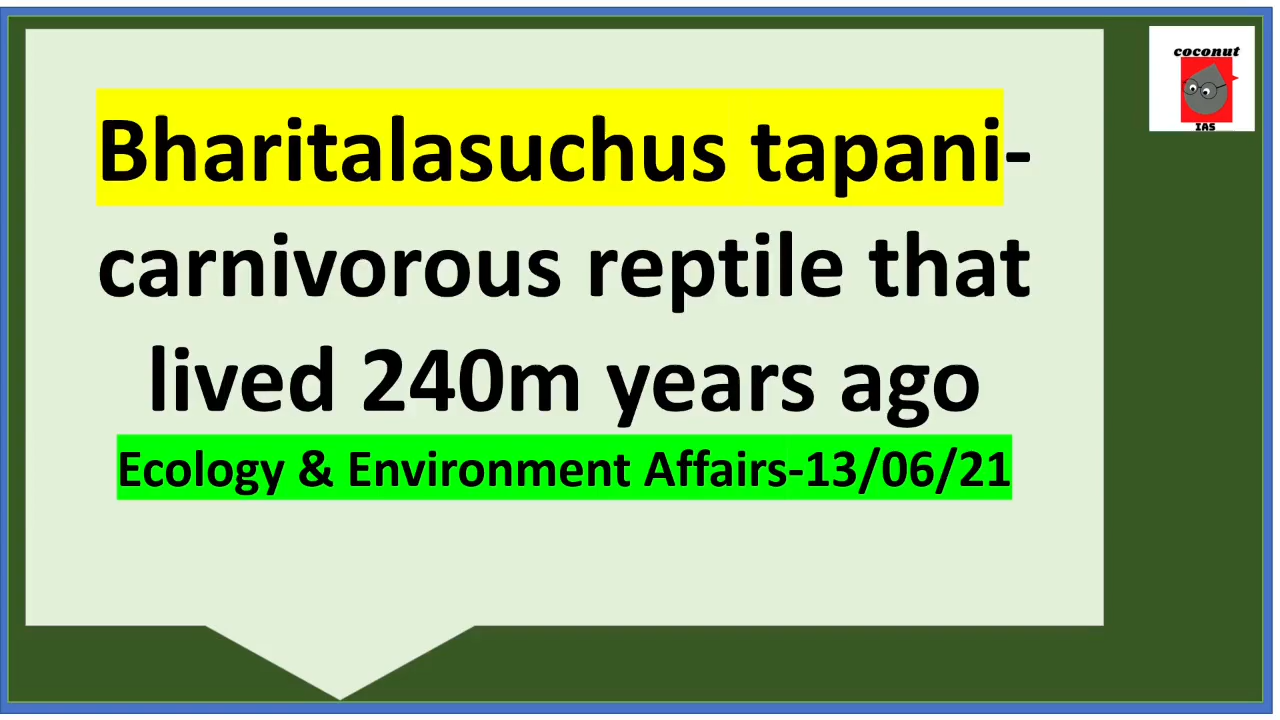 coconut
IAS
Bharitalasuchus tapani-
carnivorous reptile that
lived 240m years ago
Ecology & Environment Affairs-13/06/21